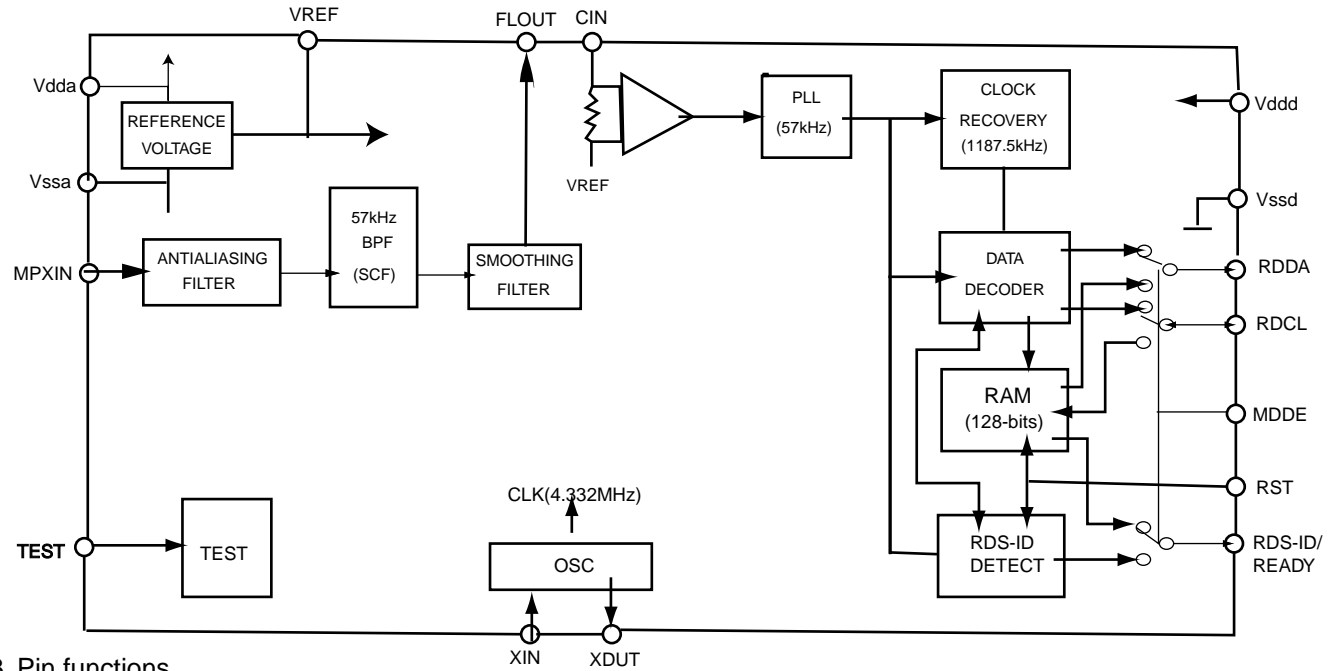 VREF
FLOUT
CIN
Vdda
REFERENCE
VOLTAGE
Vssa
PLL
(57kHz)
CLOCK
RECOVERY
(1187.5kHz)
Vddd
VREF
Vssd
57kHz
BPF
(SCF)
MPXIN
ANTIALIASING
FILTER
SMOOTHING
FILTER
DATA
DECODER
RDDA
RDCL
RAM
(128-bits)
MDDE
RST
CLK(4.332MHz)
TEST
TEST
OSC
RDS-ID
DETECT
RDS-ID/
READY
XIN
XDUT
Pin functions